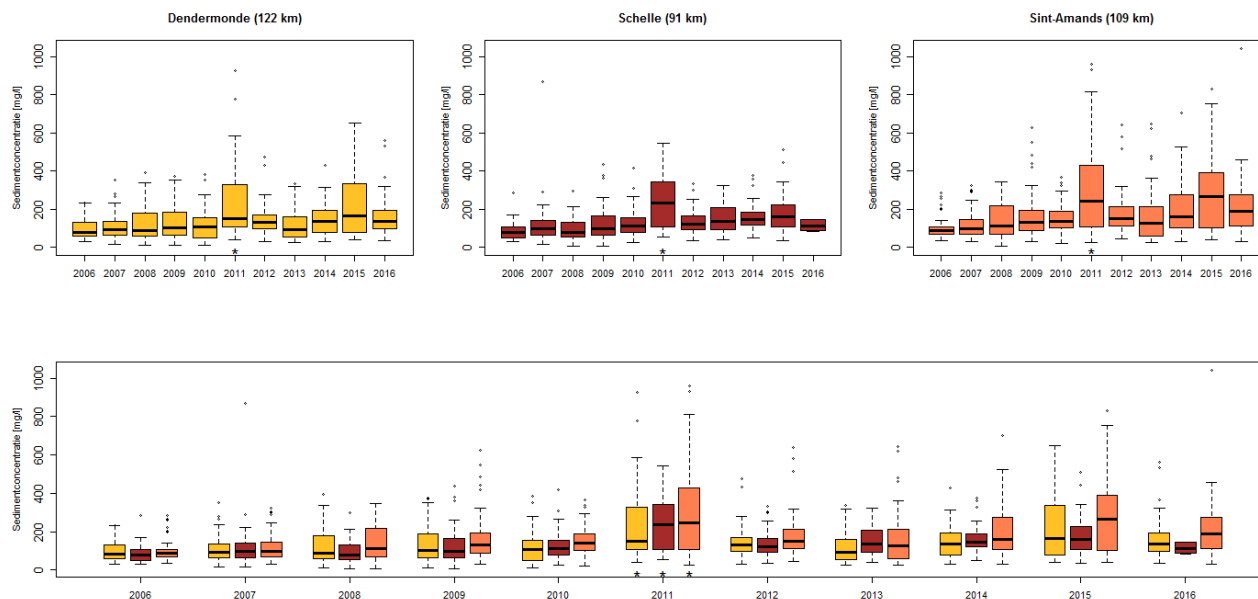 Dendermonde (122 km)
Sedimentconcentratie [mg/l]
0 200 400 600 800 1000
2006 2007 2008 2009 2010 2011 2012 2013 2014 2015 2016
*
Schelle (91 km)
Sedimentconcentratie [mg/l]
0 200 400 600 800 1000
2006 2007 2008 2009 2010 2011 2012 2013 2014 2015 2016
*
Sint-Amands (109 km)
Sedimentconcentratie [mg/l]
0 200 400 600 800 1000
2006 2007 2008 2009 2010 2011 2012 2013 2014 2015 2016
*
Sedimentconcentratie [mg/l]
0 200 400 600 800 1000
* * *
2006 2007 2008 2009 2010 2011 2012 2013 2014 2015 2016